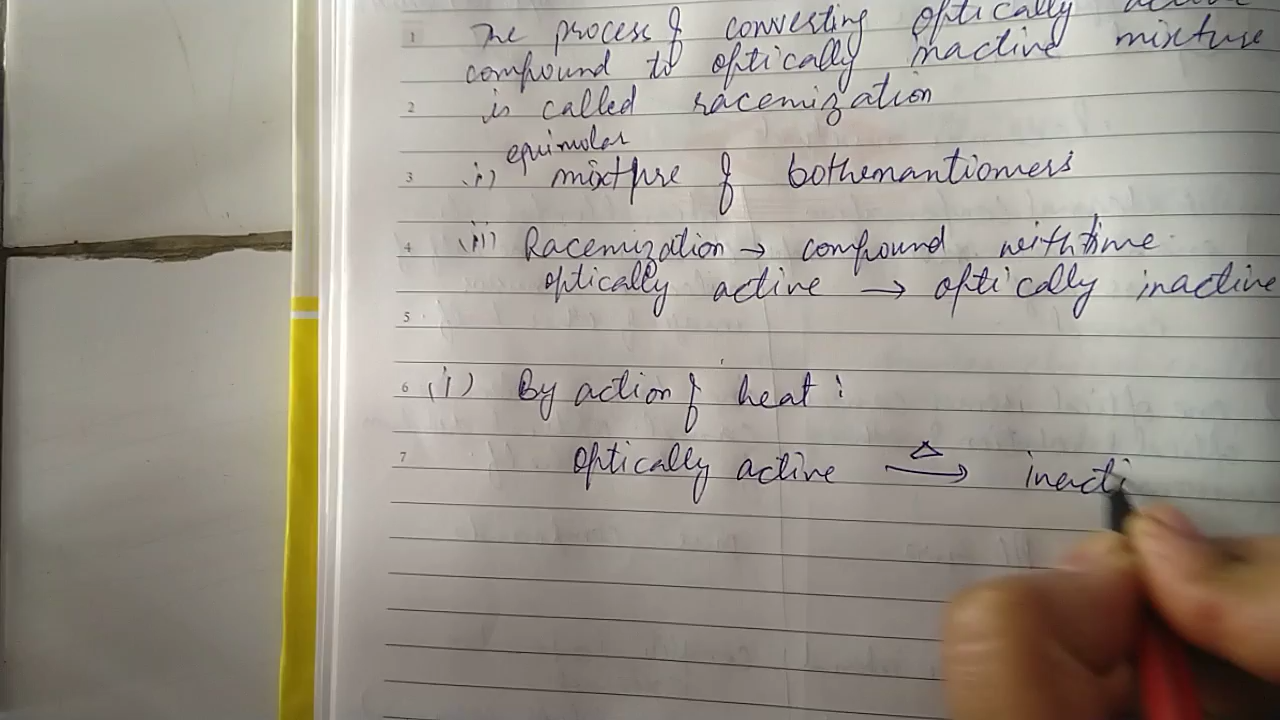 The process of converting optically
compound to optically inactive mixture
is called racemization
equimolar
ii) mixture of both enantiomers
iii) Racemization → compound with time
optically active → optically inactive
(i) By action of heat :
optically active △→ inacti
1
2
3
4
5
6
7